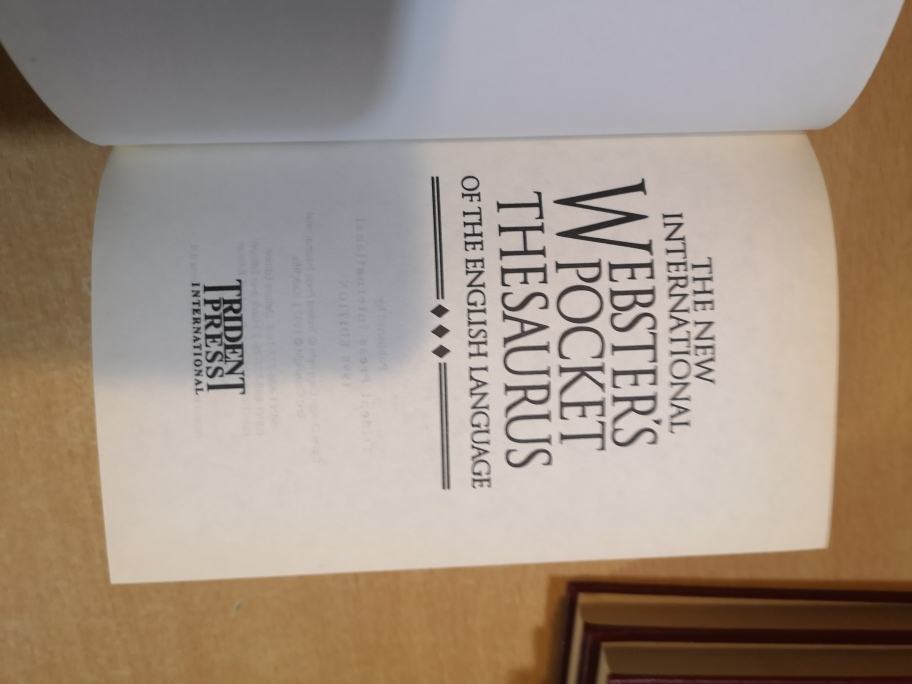 THE NEW
INTERNATIONAL
WEBSTER'S
POCKET
THESAURUS
OF THE ENGLISH LANGUAGE
TRIDENT
PRESS
INTERNATIONAL